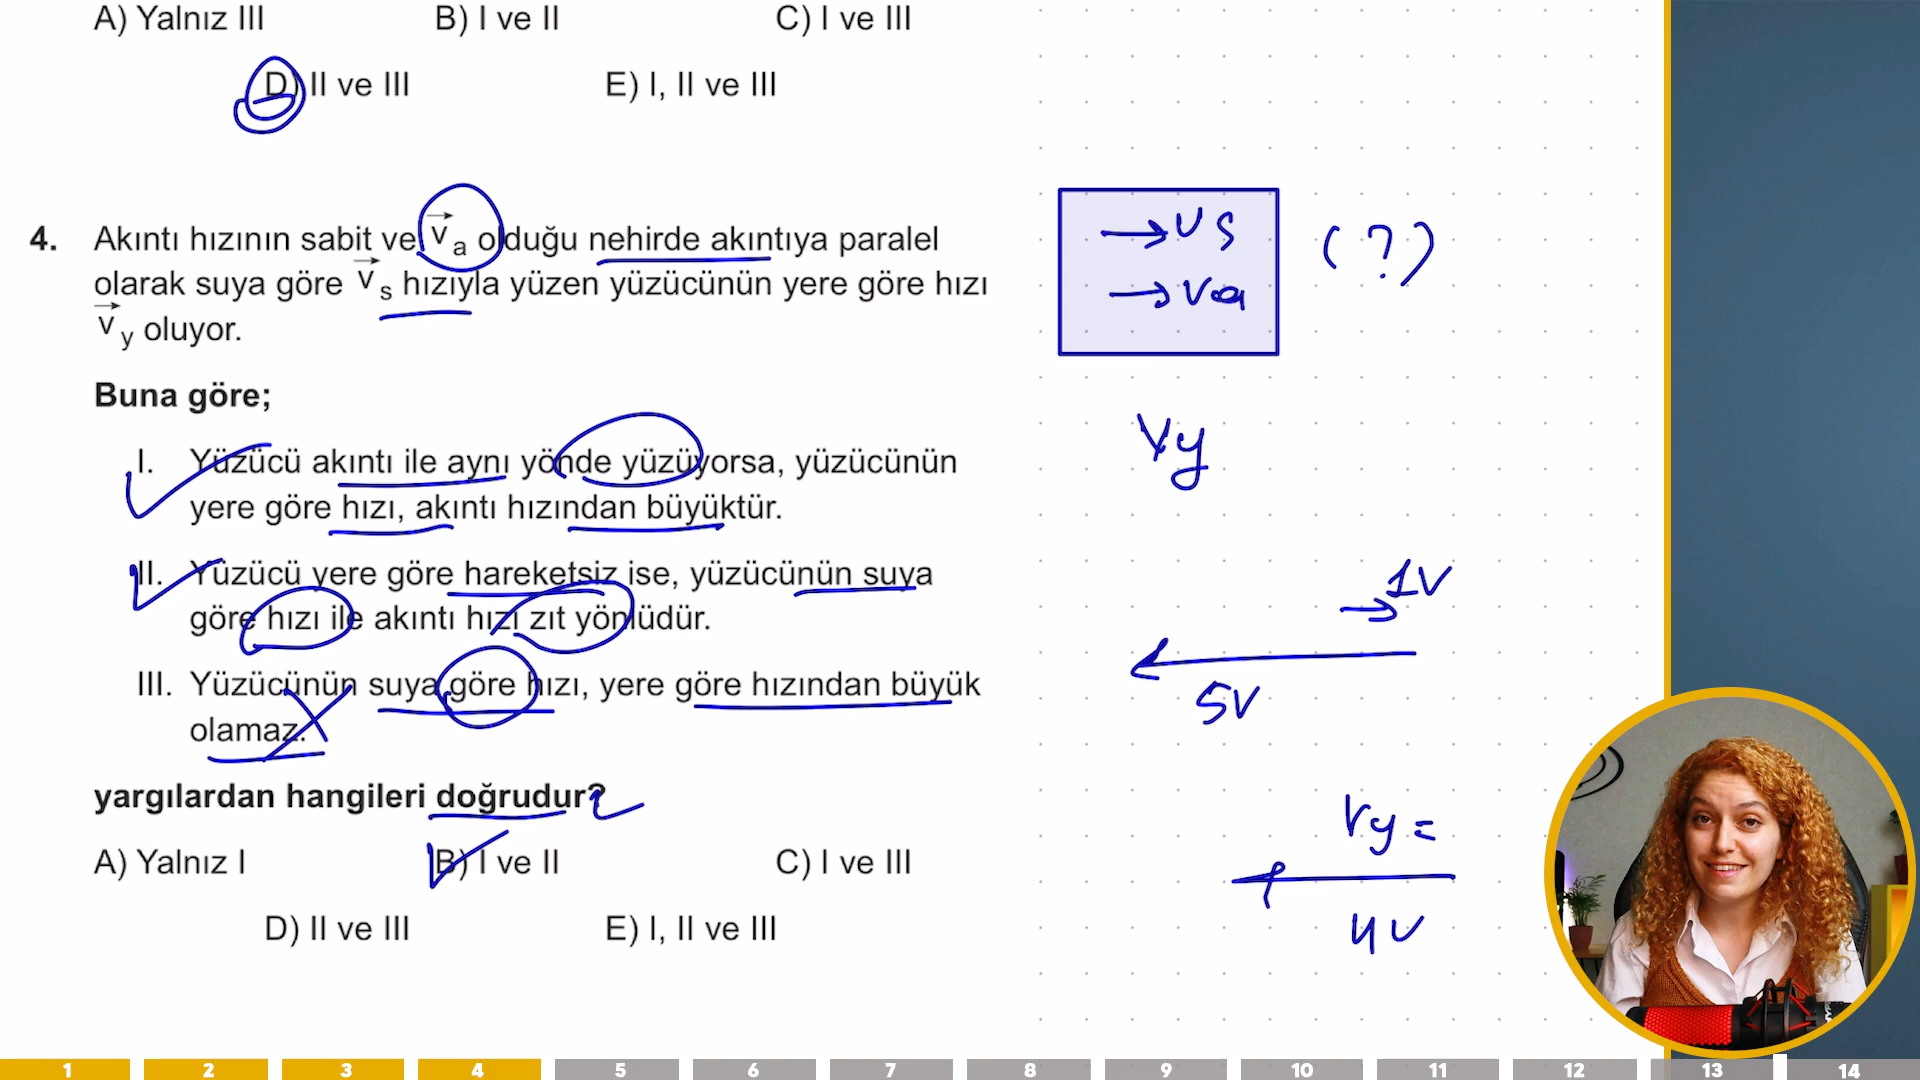 A) Yalnız III B) I ve II C) I ve III
D) II ve III E) I, II ve III
4. Akıntı hızının sabit ve v a olduğu nehirde akıntıya paralel
olarak suya göre v s hızıyla yüzen yüzücünün yere göre hızı
v y oluyor.
Buna göre;
I. Yüzücü akıntı ile aynı yönde yüzüyorsa, yüzücünün
yere göre hızı, akıntı hızından büyüktür.
II. Yüzücü yere göre hareketsiz ise, yüzücünün suya
göre hızı ile akıntı hızı zıt yönlüdür.
III. Yüzücünün suya göre hızı, yere göre hızından büyük
olamaz.
yargılardan hangileri doğrudur?
A) Yalnız I B) I ve II C) I ve III
D) II ve III E) I, II ve III
→ vs
→ va
(?)
Vy
1V
5V
Vy =
4V
1 2 3 4 5 6 7 8 9 10 11 12 13 14